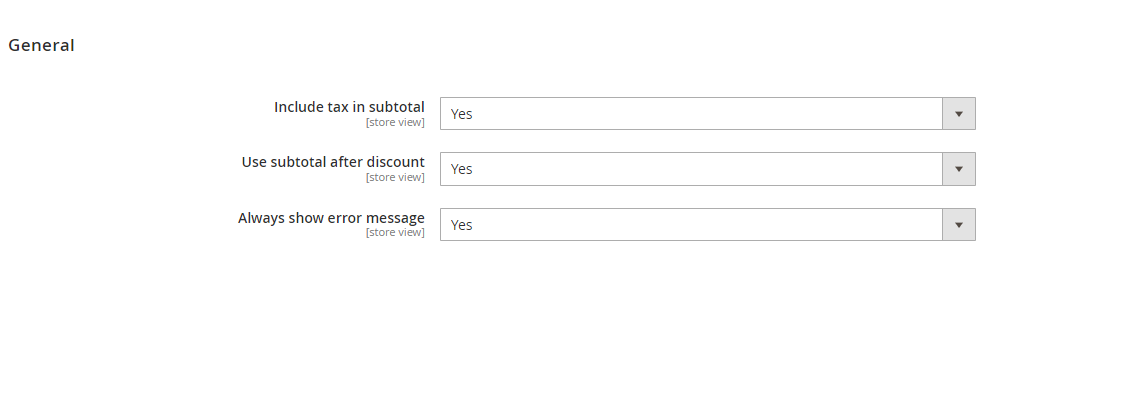 General
Include tax in subtotal
[store view]
Yes
Use subtotal after discount
[store view]
Yes
Always show error message
[store view]
Yes